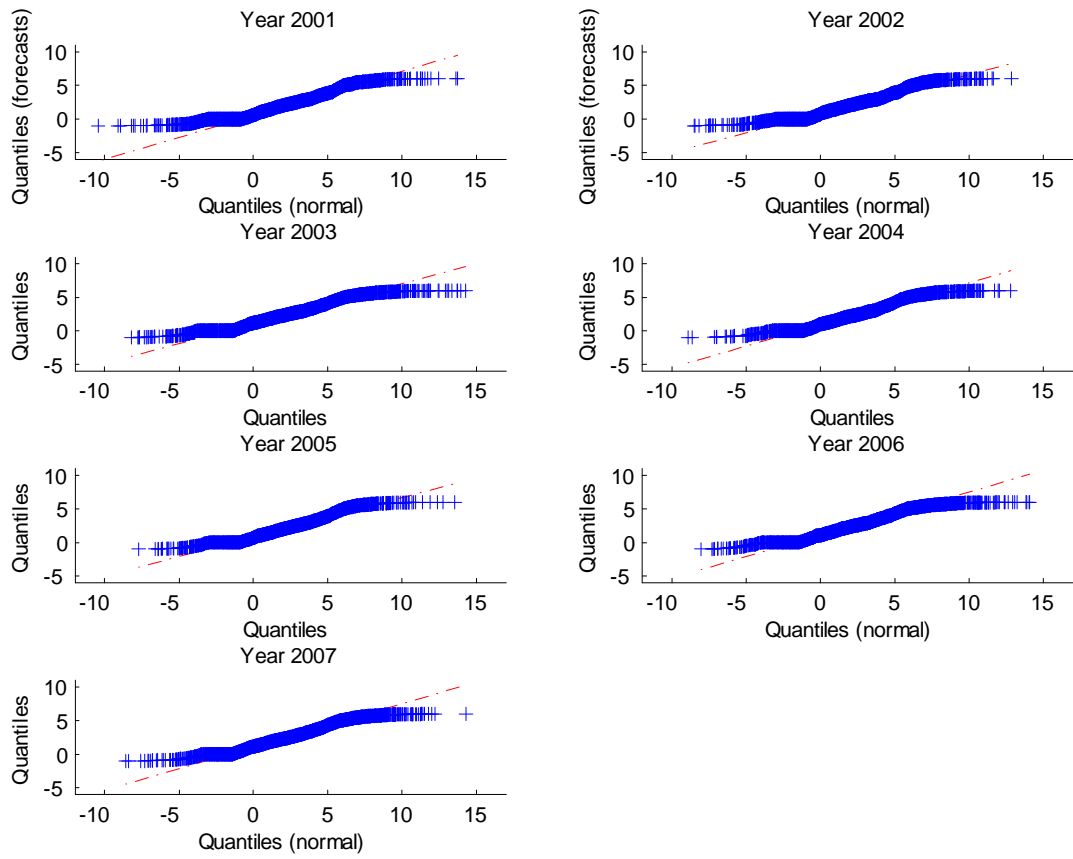 Year 2001
Quantiles (forecasts)
10
5
0
-5
-10 -5 0 5 10 15
Quantiles (normal)
Year 2002
Quantiles (forecasts)
10
5
0
-5
-10 -5 0 5 10 15
Quantiles (normal)
Year 2003
Quantiles
10
5
0
-5
-10 -5 0 5 10 15
Quantiles
Year 2004
Quantiles
10
5
0
-5
-10 -5 0 5 10 15
Quantiles
Year 2005
Quantiles
10
5
0
-5
-10 -5 0 5 10 15
Quantiles
Year 2006
Quantiles
10
5
0
-5
-10 -5 0 5 10 15
Quantiles (normal)
Year 2007
Quantiles
10
5
0
-5
-10 -5 0 5 10 15
Quantiles (normal)